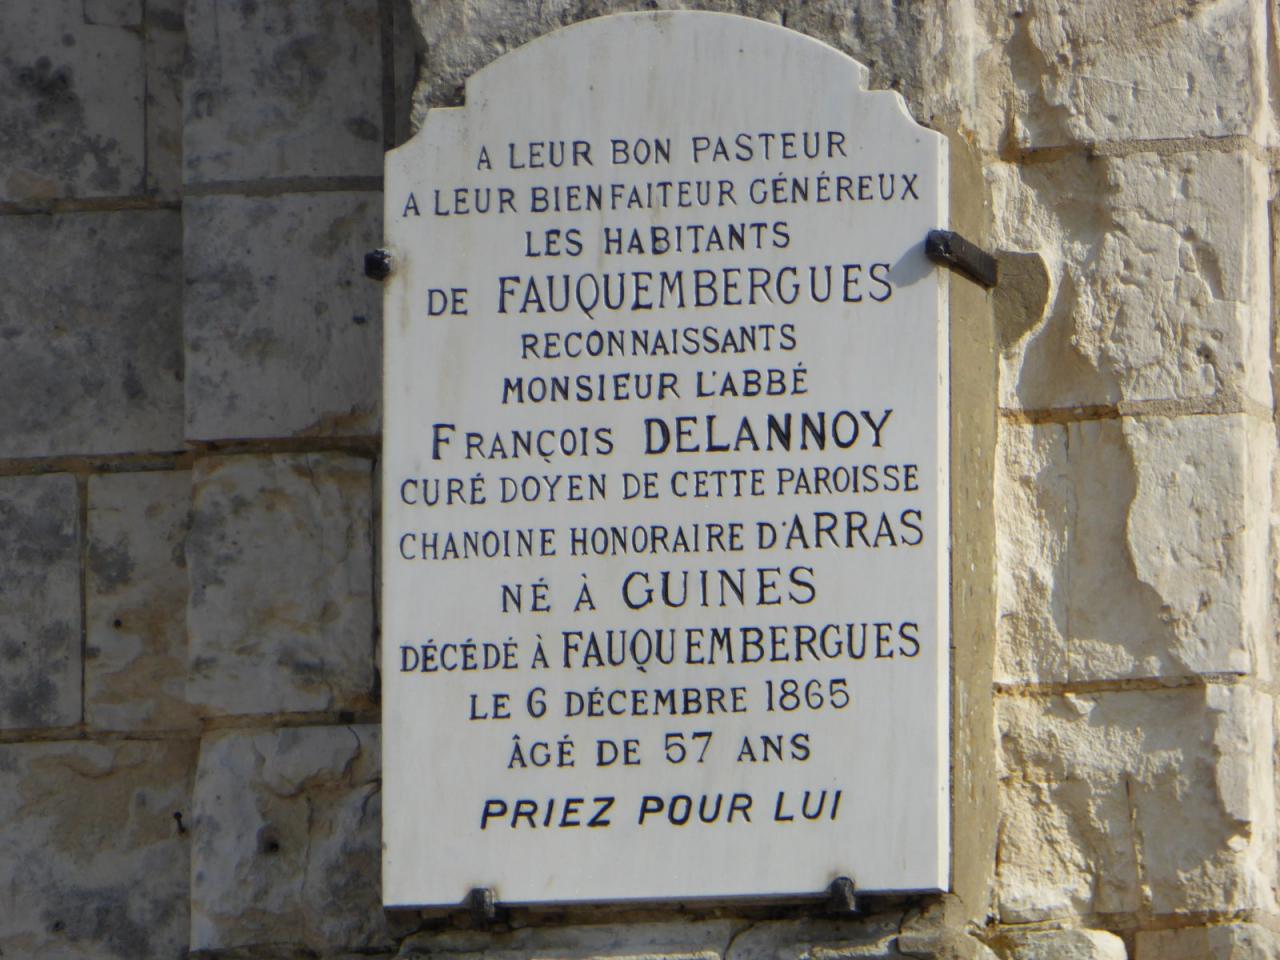 A LEUR BON PASTEUR
A LEUR BIENFAITEUR GÉNÉREUX
LES HABITANTS
DE FAUQUEMBERGUES
RECONNAISSANTS
MONSIEUR L'ABBÉ
FRANÇOIS DELANNOY
CURÉ DOYEN DE CETTE PAROISSE
CHANOINE HONORAIRE D'ARRAS
NÉ À GUINES
DÉCÉDÉ À FAUQUEMBERGUES
LE 6 DÉCEMBRE 1865
ÂGÉ DE 57 ANS
PRIEZ POUR LUI